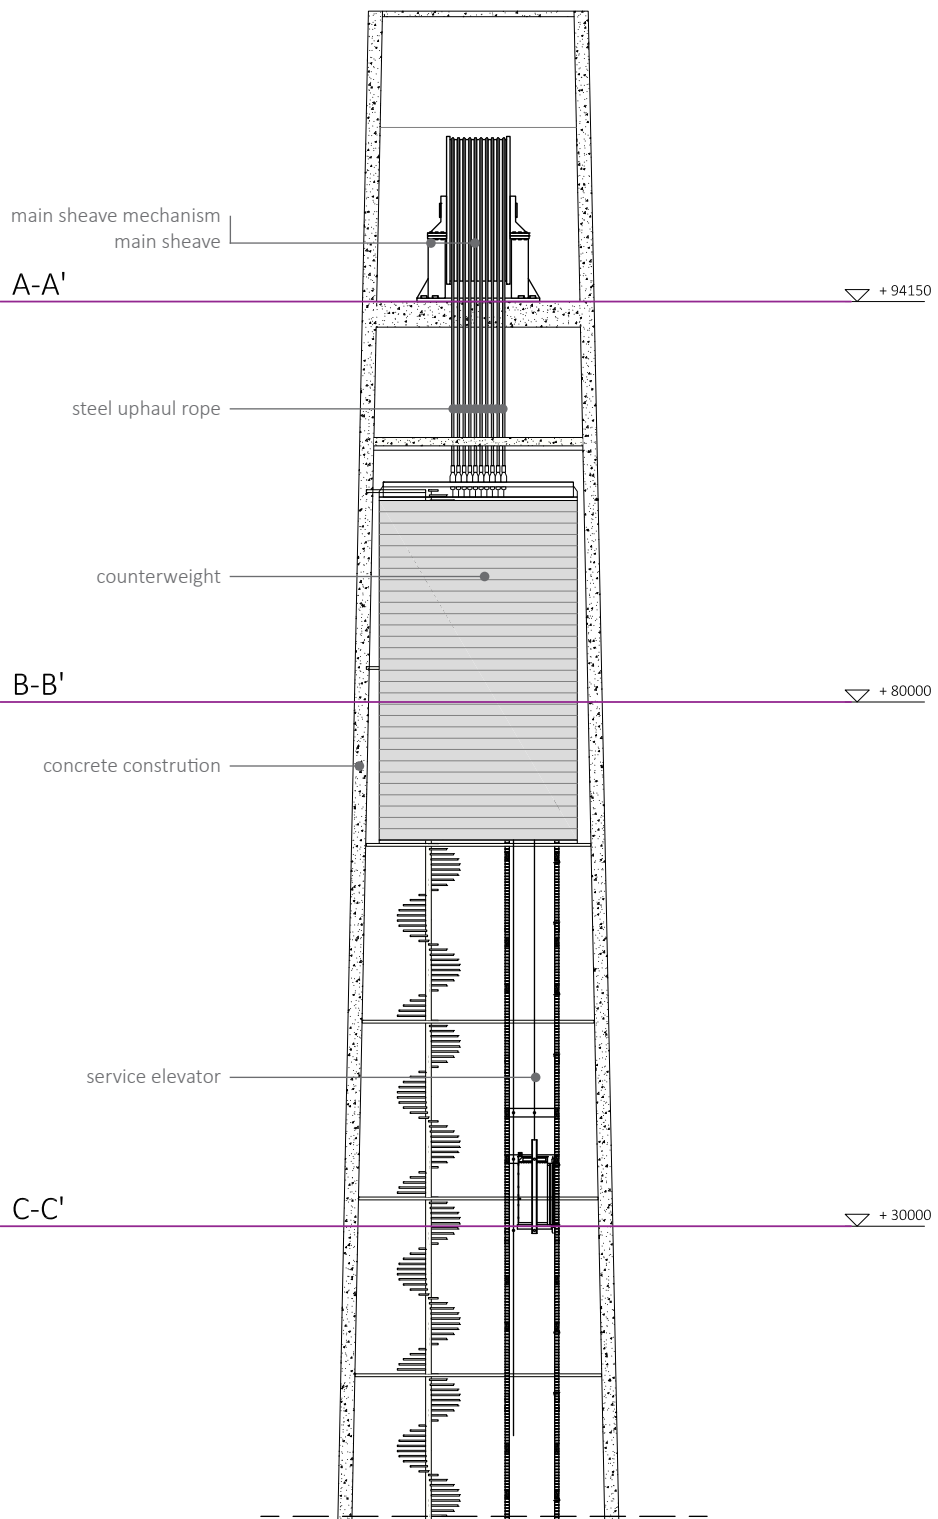 main sheave mechanism
main sheave
A-A'
+ 94150
steel uphaul rope
counterweight
B-B'
+ 80000
concrete constrution
service elevator
C-C'
+ 30000